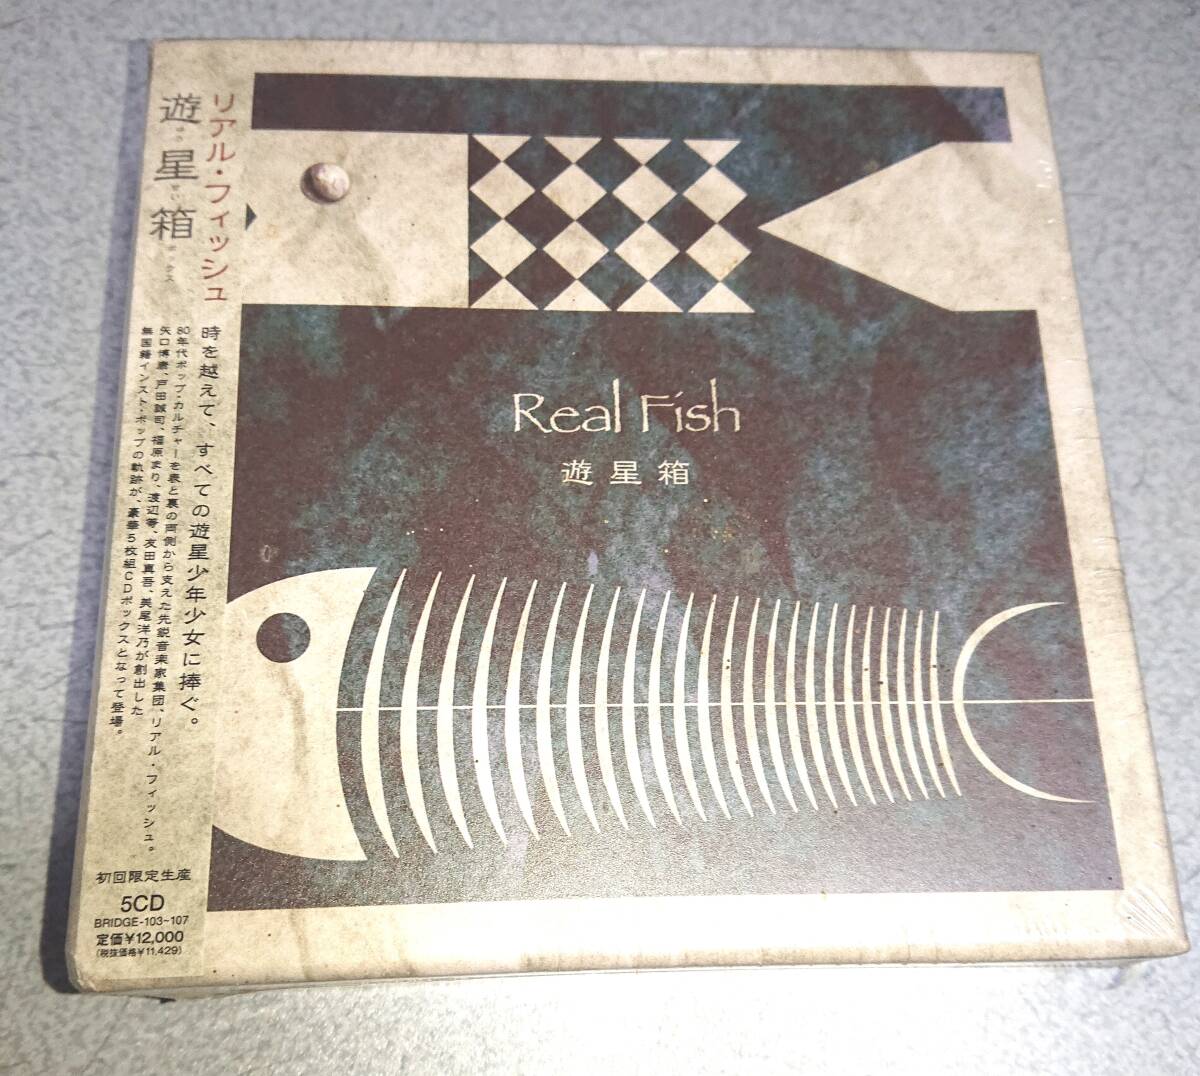 リアル・フィッシュ
遊星箱
ゆう せい ボックス
時を越えて、すべての遊星少年少女に捧ぐ。
80年代ポップ・カルチャーを表と裏の両側から支えた先鋭音楽家集団、リアル・フィッシュ。
矢口博康、戸田誠司、福原まり、渡辺等、友田真吾、美尾洋乃が創出した
無国籍インスト・ポップの軌跡が、豪華5枚組CDボックスとなって登場。
初回限定生産
5CD
BRIDGE-103~107
定価¥12,000
(税抜価格¥11,429)
Real Fish
遊星箱